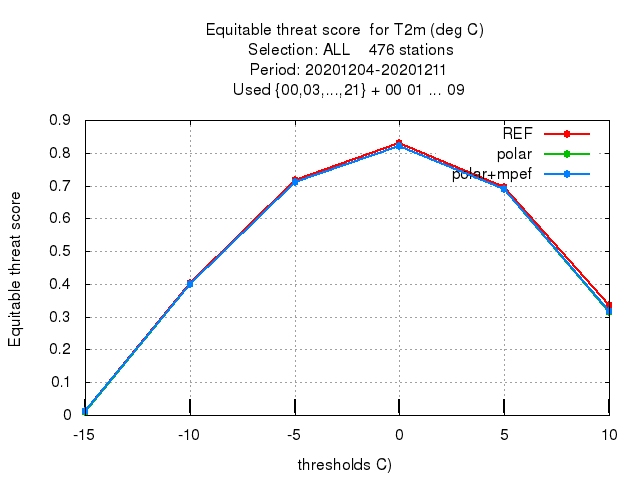 Equitable threat score  for T2m (deg C)
Selection: ALL    476 stations
Period: 20201204-20201211
Used {00,03,...,21} + 00 01 ... 09
Equitable threat score
0.9
0.8
0.7
0.6
0.5
0.4
0.3
0.2
0.1
0
REF
polar
polar+mpef
-15 -10 -5 0 5 10
thresholds C)